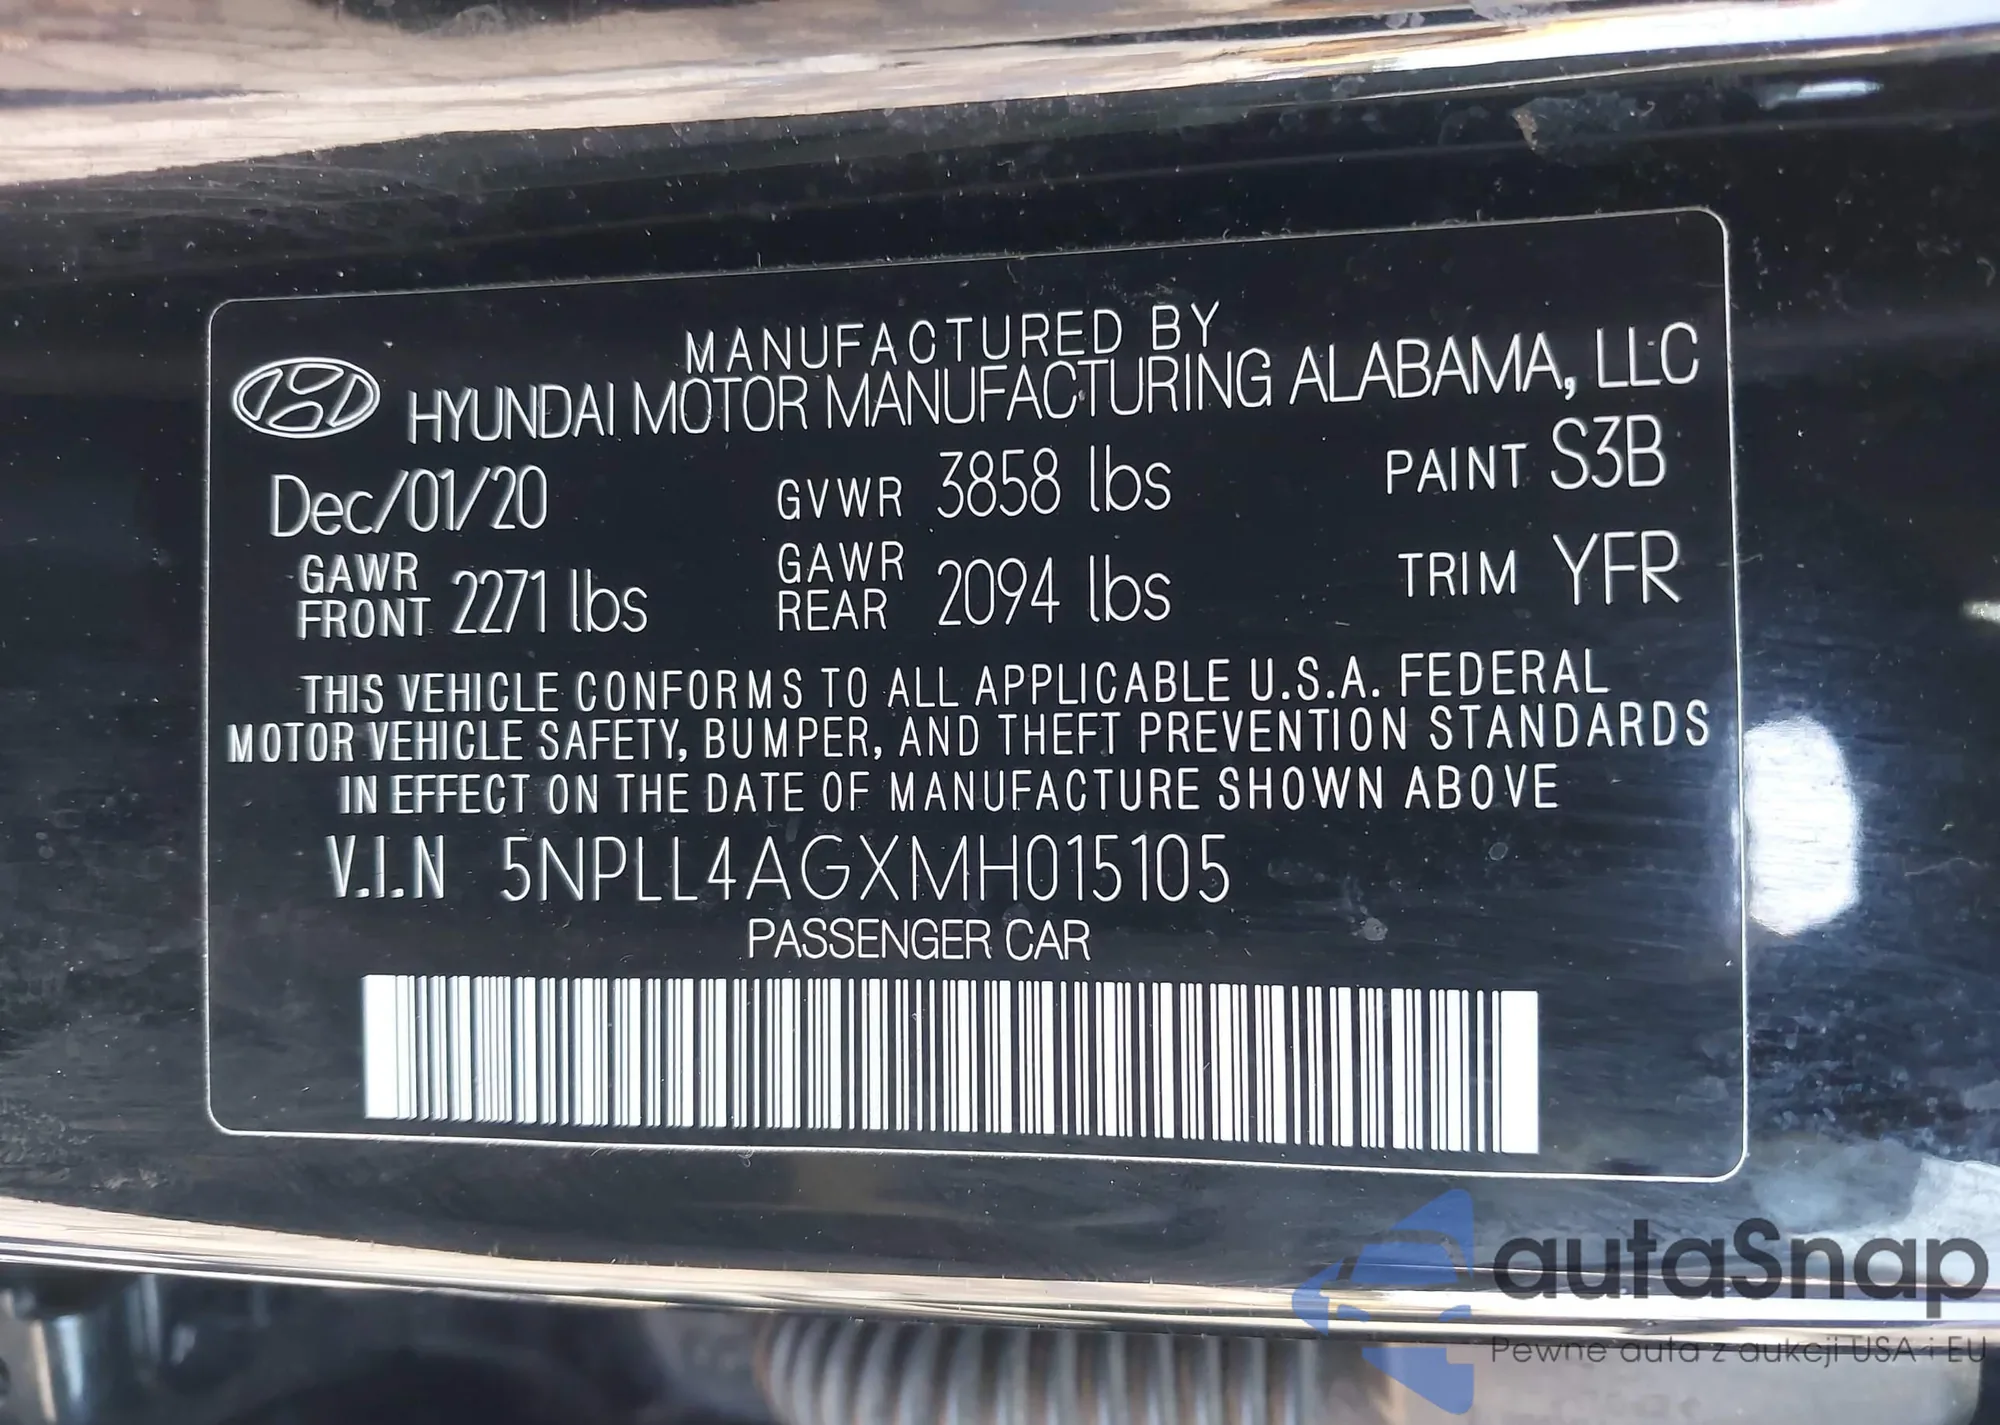 MANUFACTURED BY
HYUNDAI MOTOR MANUFACTURING ALABAMA, LLC
Dec/01/20 GVWR 3858 lbs PAINT S3B
GAWR FRONT 2271 lbs GAWR REAR 2094 lbs TRIM YFR
THIS VEHICLE CONFORMS TO ALL APPLICABLE U.S.A. FEDERAL
MOTOR VEHICLE SAFETY, BUMPER, AND THEFT PREVENTION STANDARDS
IN EFFECT ON THE DATE OF MANUFACTURE SHOWN ABOVE
V.I.N 5NPLL4AGXMH015105
PASSENGER CAR
autaSnap
Pewne auta z aukcji USA i EU